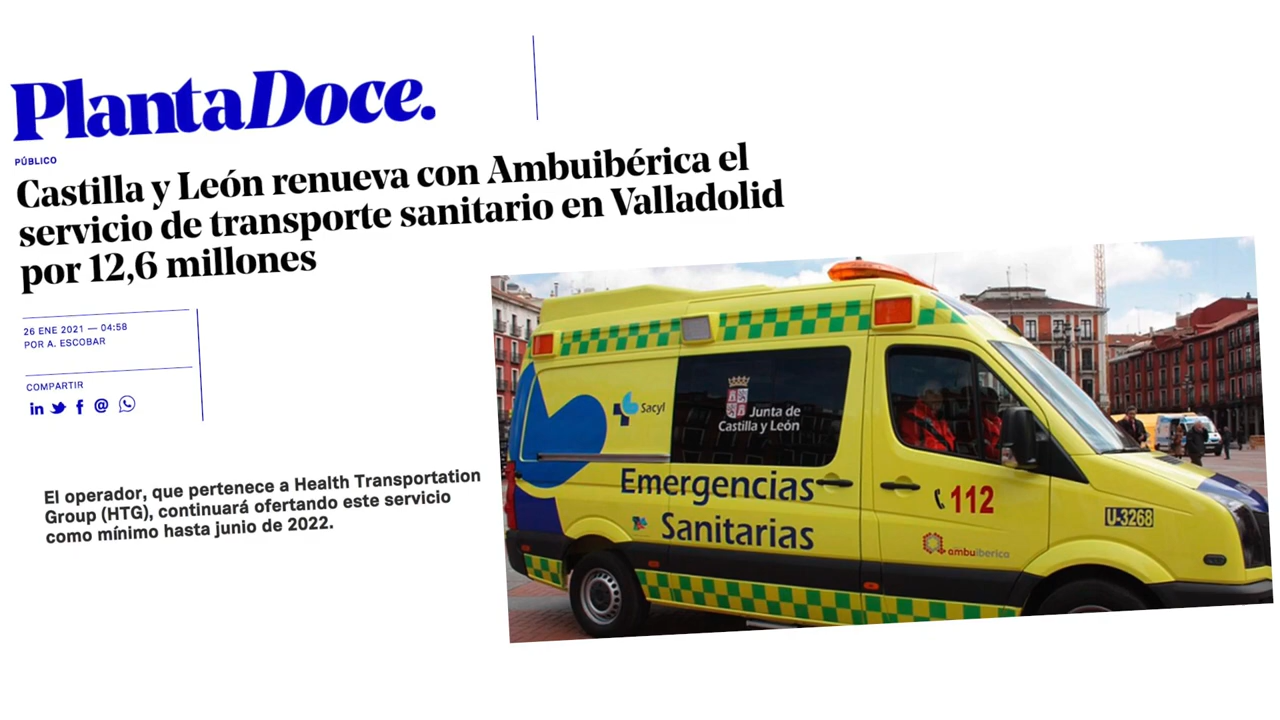 PlantaDoce.
PÚBLICO
Castilla y León renueva con Ambuibérica el
servicio de transporte sanitario en Valladolid
por 12,6 millones
26 ENE 2021 — 04:58
POR A. ESCOBAR
COMPARTIR
El operador, que pertenece a Health Transportation
Group (HTG), continuará ofertando este servicio
como mínimo hasta junio de 2022.
Sacyl
Junta de
Castilla y León
Emergencias
Sanitarias
112
U-3268
ambuiberica